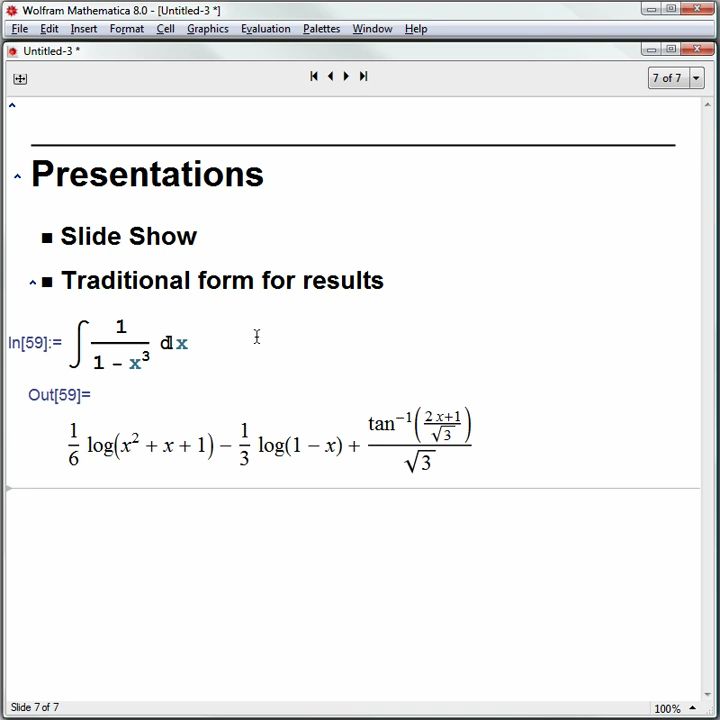 Wolfram Mathematica 8.0 - [Untitled-3 *]
File Edit Insert Format Cell Graphics Evaluation Palettes Window Help
Untitled-3 *
7 of 7
Presentations
■ Slide Show
■ Traditional form for results
In[59]:= ∫ 1/(1 - x³) ⅆx
Out[59]=
1/6 log(x² + x + 1) − 1/3 log(1 − x) + tan⁻¹((2 x+1)/√3)/√3
Slide 7 of 7
100%